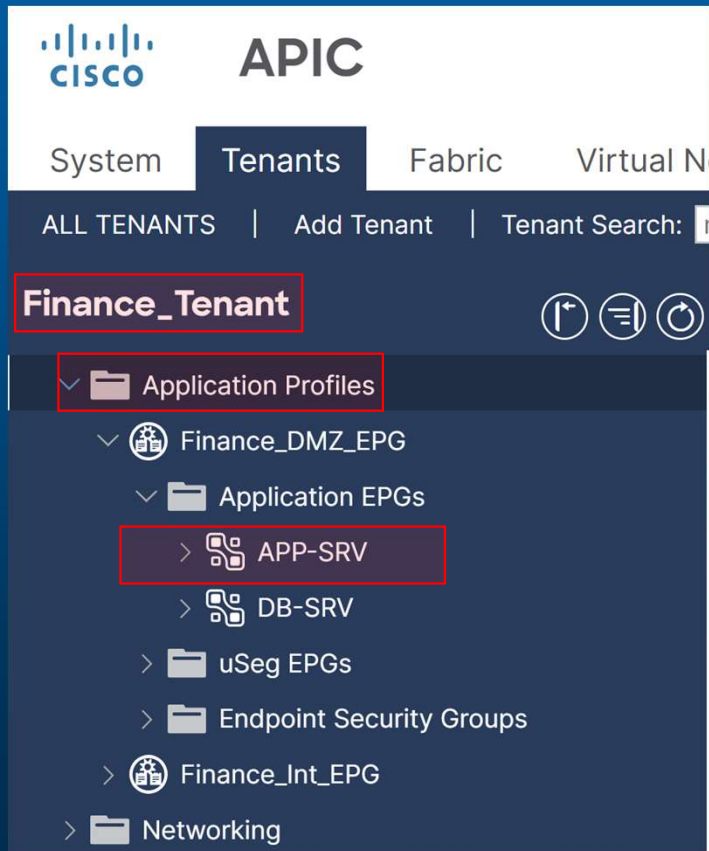 CISCO APIC
System Tenants Fabric Virtual
ALL TENANTS | Add Tenant | Tenant Search:
Finance_Tenant
Application Profiles
Finance_DMZ_EPG
Application EPGs
APP-SRV
DB-SRV
uSeg EPGs
Endpoint Security Groups
Finance_Int_EPG
Networking